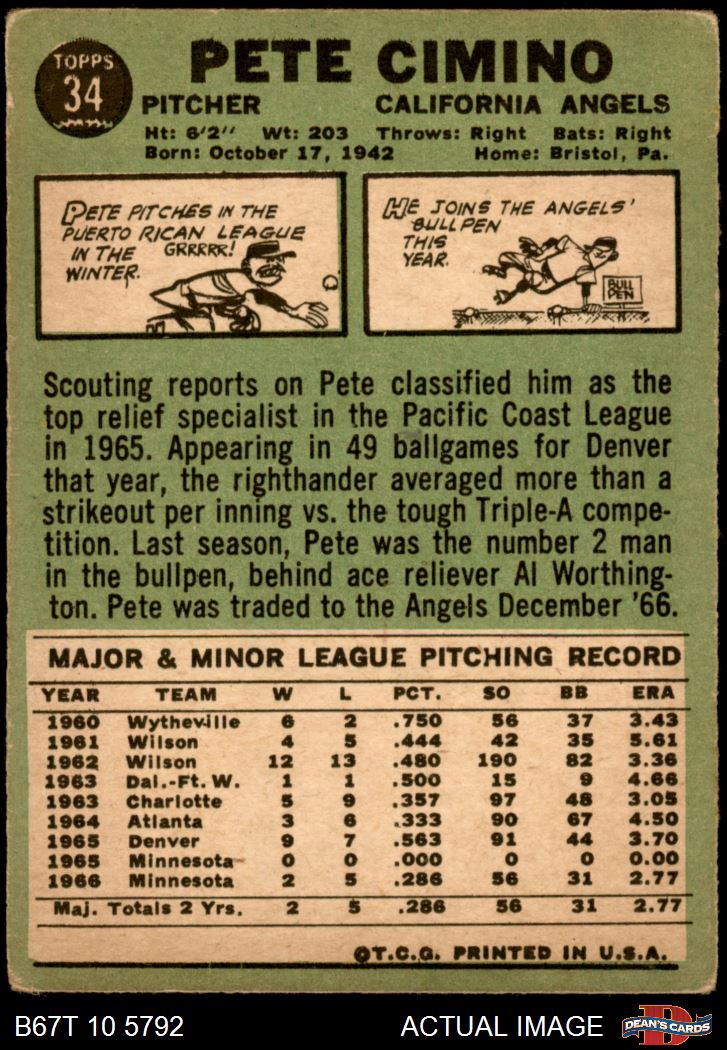 TOPPS
34
PETE CIMINO
PITCHER CALIFORNIA ANGELS
Ht: 6'2" Wt: 203 Throws: Right Bats: Right
Born: October 17, 1942 Home: Bristol, Pa.
PETE PITCHES IN THE
PUERTO RICAN LEAGUE
IN THE GRRRRR!
WINTER.
HE JOINS THE ANGELS'
BULLPEN
THIS
YEAR.
BULL
PEN
Scouting reports on Pete classified him as the
top relief specialist in the Pacific Coast League
in 1965. Appearing in 49 ballgames for Denver
that year, the righthander averaged more than a
strikeout per inning vs. the tough Triple-A compe-
tition. Last season, Pete was the number 2 man
in the bullpen, behind ace reliever Al Worthing-
ton. Pete was traded to the Angels December '66.
MAJOR & MINOR LEAGUE PITCHING RECORD
YEAR TEAM W L PCT. SO BB ERA
1960 Wytheville 6 2 .750 56 37 3.43
1961 Wilson 4 5 .444 42 35 5.61
1962 Wilson 12 13 .480 190 82 3.36
1963 Dal.-Ft. W. 1 1 .500 15 9 4.66
1963 Charlotte 5 9 .357 97 48 3.05
1964 Atlanta 3 6 .333 90 67 4.50
1965 Denver 9 7 .563 91 44 3.70
1965 Minnesota 0 0 .000 0 0 0.00
1966 Minnesota 2 5 .286 56 31 2.77
Maj. Totals 2 Yrs. 2 5 .286 56 31 2.77
©T.C.G. PRINTED IN U.S.A.
B67T 10 5792 ACTUAL IMAGE
D
DEAN'S CARDS